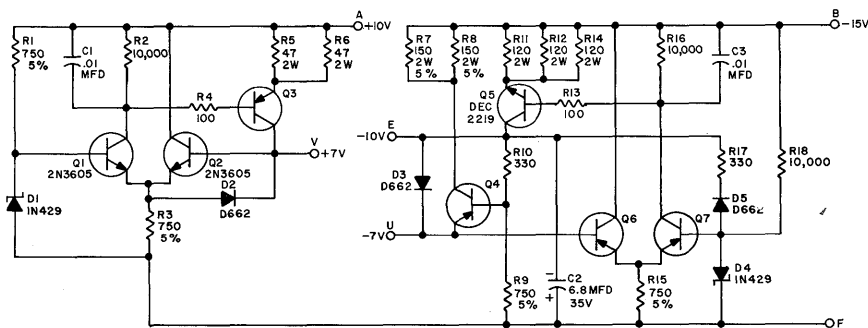 A
+10V
R1
750
5%
C1
.01
MFD
R2
10,000
R5
47
2W
R6
47
2W
R4
100
Q3
Q1
2N3605
Q2
2N3605
V
+7V
D1
1N429
D2
D662
R3
750
5%
B
-15V
R7
150
2W
5%
R8
150
2W
5%
R11
120
2W
R12
120
2W
R14
120
2W
R16
10,000
C3
.01
MFD
Q5
DEC
2219
R13
100
E
-10V
R10
330
R17
330
R18
10,000
D3
D662
Q4
D5
D662
U
-7V
Q6
Q7
R9
750
5%
C2
6.8MFD
35V
R15
750
5%
D4
1N429
F